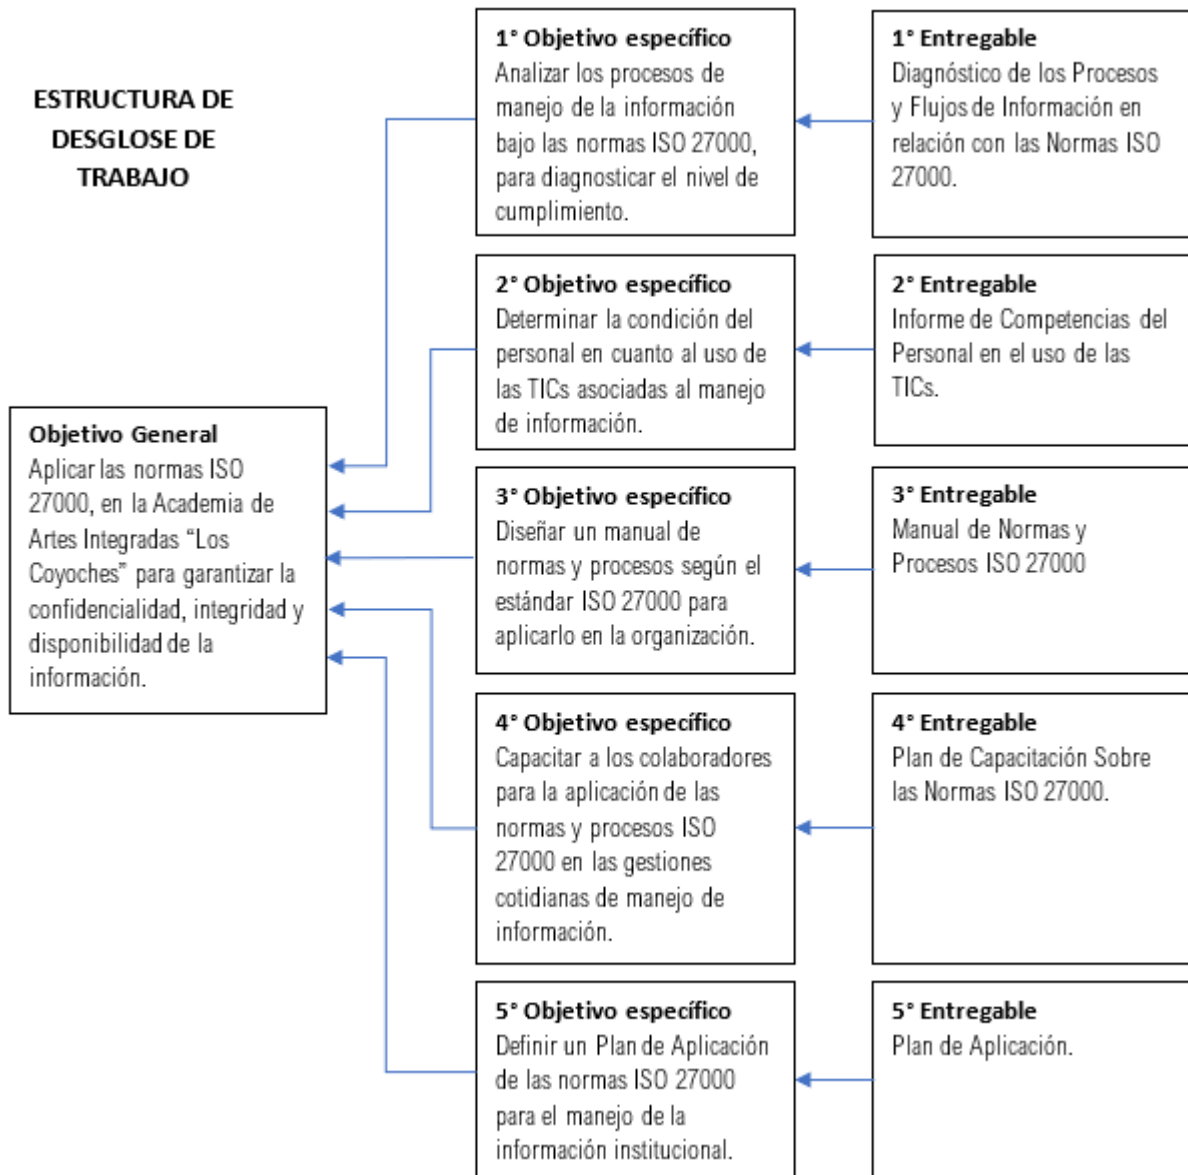 ESTRUCTURA DE
DESGLOSE DE
TRABAJO
Objetivo General
Aplicar las normas ISO
27000, en la Academia de
Artes Integradas “Los
Coyoches” para garantizar la
confidencialidad, integridad y
disponibilidad de la
información.
1° Objetivo específico
Analizar los procesos de
manejo de la información
bajo las normas ISO 27000,
para diagnosticar el nivel de
cumplimiento.
1° Entregable
Diagnóstico de los Procesos
y Flujos de Información en
relación con las Normas ISO
27000.
2° Objetivo específico
Determinar la condición del
personal en cuanto al uso de
las TICs asociadas al manejo
de información.
2° Entregable
Informe de Competencias del
Personal en el uso de las
TICs.
3° Objetivo específico
Diseñar un manual de
normas y procesos según el
estándar ISO 27000 para
aplicarlo en la organización.
3° Entregable
Manual de Normas y
Procesos ISO 27000
4° Objetivo específico
Capacitar a los colaboradores
para la aplicación de las
normas y procesos ISO
27000 en las gestiones
cotidianas de manejo de
información.
4° Entregable
Plan de Capacitación Sobre
las Normas ISO 27000.
5° Objetivo específico
Definir un Plan de Aplicación
de las normas ISO 27000
para el manejo de la
información institucional.
5° Entregable
Plan de Aplicación.